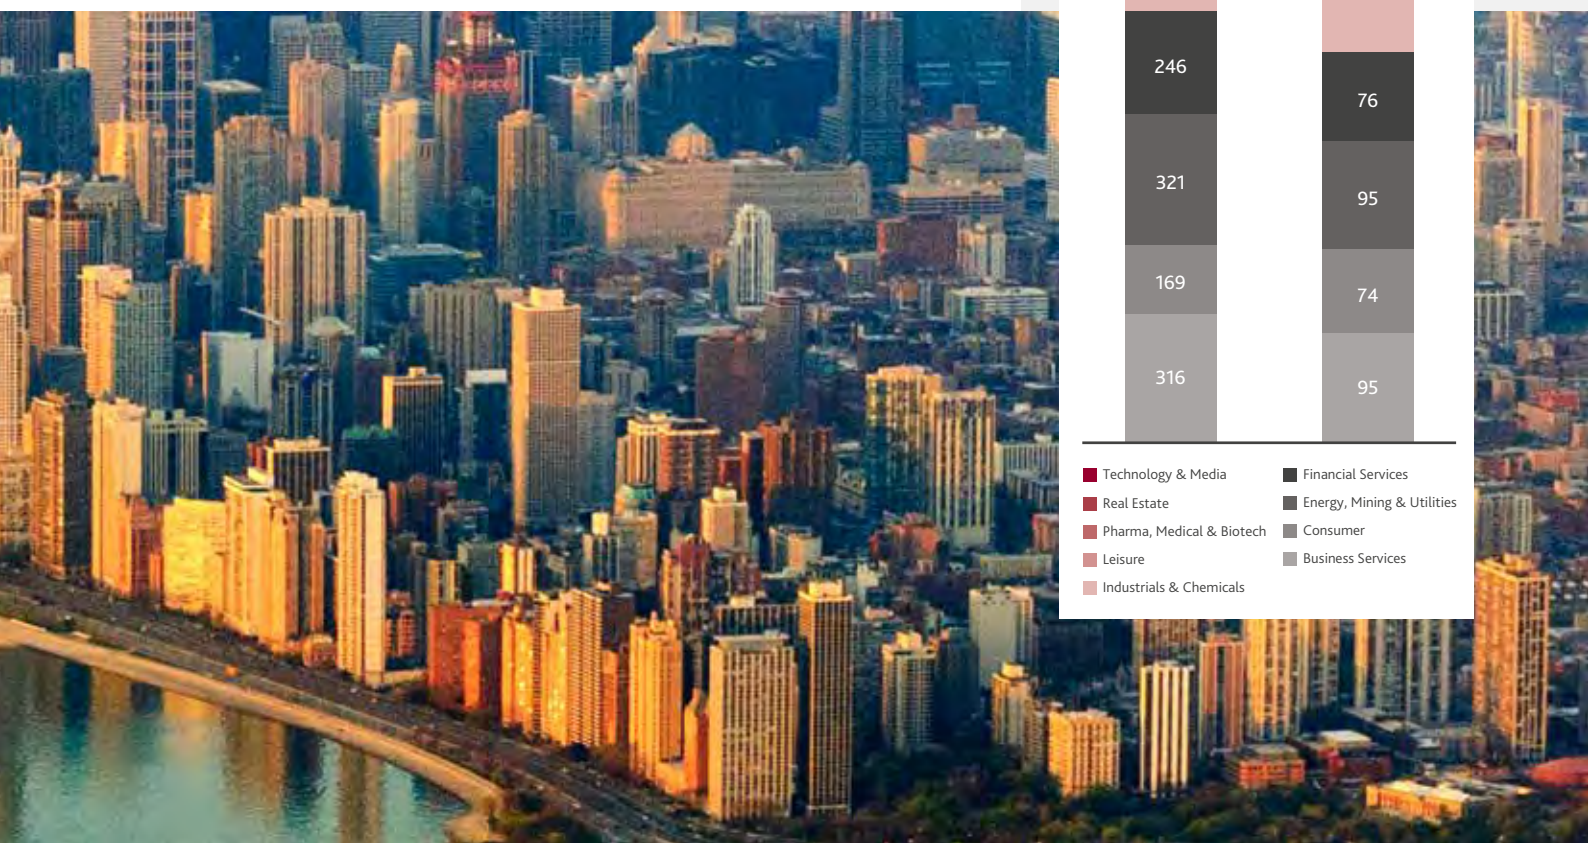 246
76
321
95
169
74
316
95
Technology & Media
Financial Services
Real Estate
Energy, Mining & Utilities
Pharma, Medical & Biotech
Consumer
Leisure
Business Services
Industrials & Chemicals